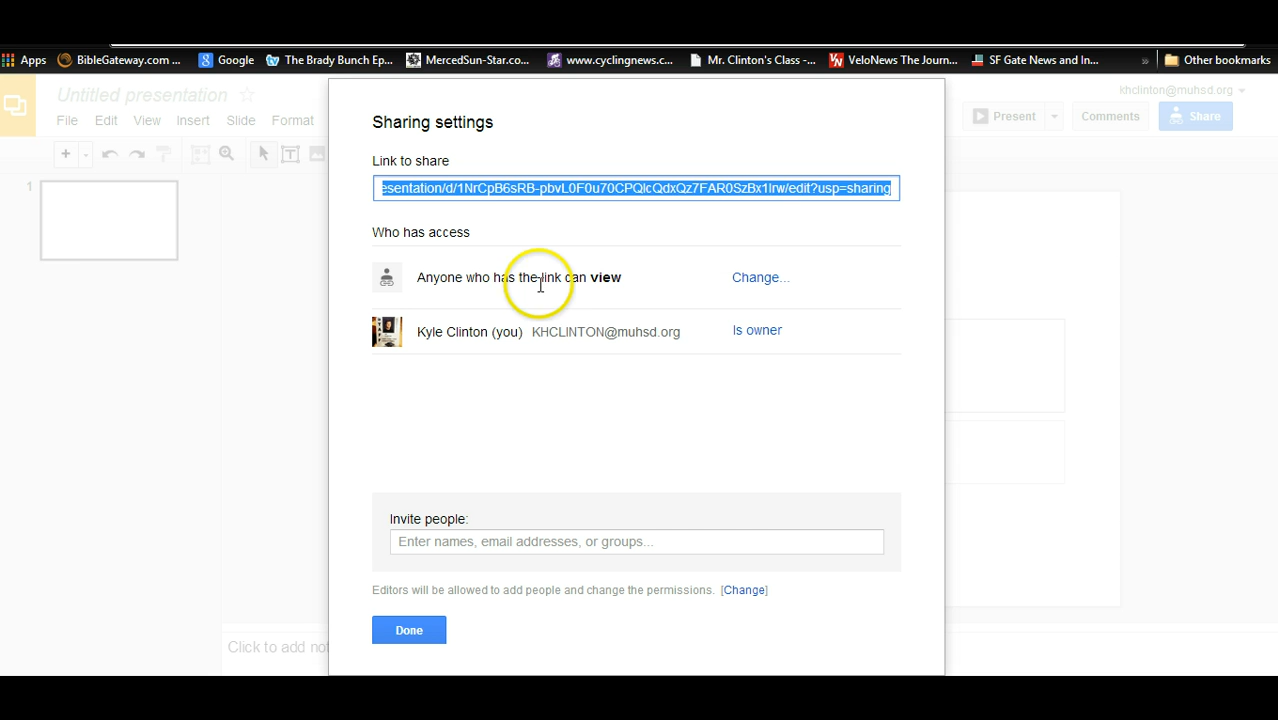 Apps BibleGateway.com ... Google The Brady Bunch Ep... MercedSun-Star.co... www.cyclingnews.c... Mr. Clinton's Class -... VeloNews The Journ... SF Gate News and In... » Other bookmarks
Untitled presentation
khclinton@muhsd.org
File Edit View Insert Slide Format
Present Comments Share
1
Sharing settings
Link to share
esentation/d/1NrCpB6sRB-pbvL0F0u70CPQIcQdxQz7FAR0SzBx1Irw/edit?usp=sharing
Who has access
Anyone who has the link can view Change...
Kyle Clinton (you) KHCLINTON@muhsd.org Is owner
Invite people:
Enter names, email addresses, or groups...
Editors will be allowed to add people and change the permissions. [Change]
Done
Click to add not